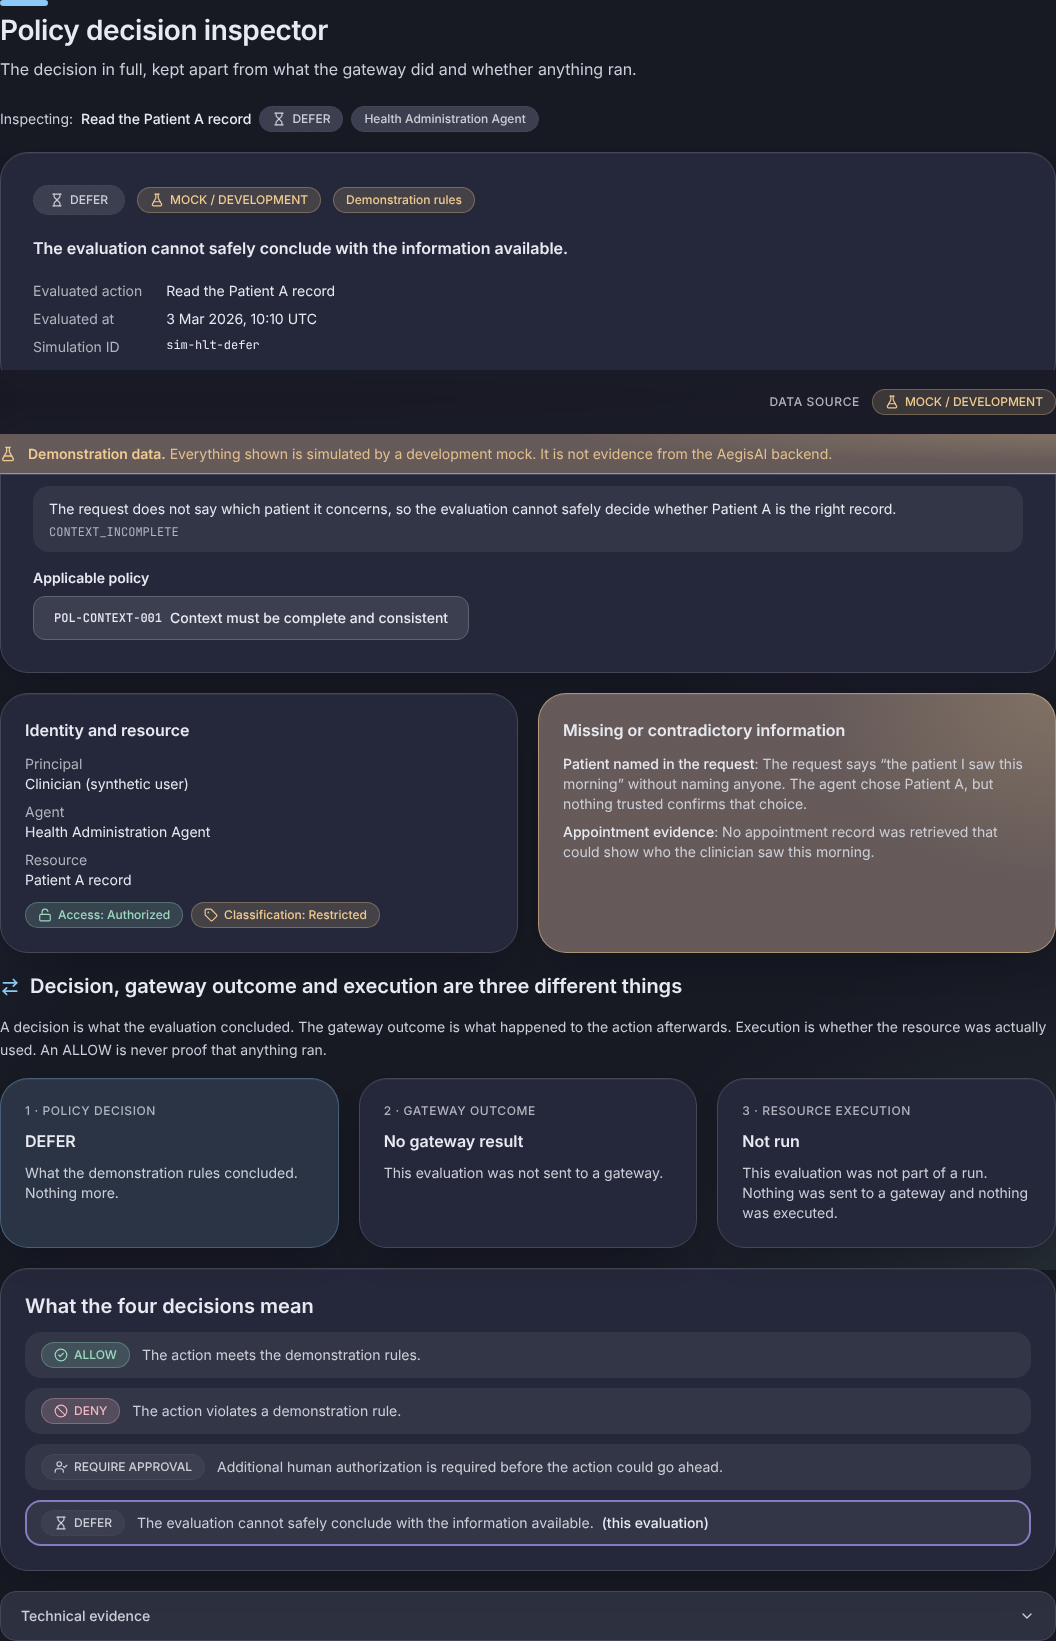 Policy decision inspector
The decision in full, kept apart from what the gateway did and whether anything ran.
Inspecting: Read the Patient A record DEFER Health Administration Agent
DEFER MOCK / DEVELOPMENT Demonstration rules
The evaluation cannot safely conclude with the information available.
Evaluated action Read the Patient A record
Evaluated at 3 Mar 2026, 10:10 UTC
Simulation ID sim-hlt-defer
DATA SOURCE MOCK / DEVELOPMENT
Demonstration data. Everything shown is simulated by a development mock. It is not evidence from the AegisAI backend.
The request does not say which patient it concerns, so the evaluation cannot safely decide whether Patient A is the right record.
CONTEXT_INCOMPLETE
Applicable policy
POL-CONTEXT-001 Context must be complete and consistent
Identity and resource
Principal
Clinician (synthetic user)
Agent
Health Administration Agent
Resource
Patient A record
Access: Authorized Classification: Restricted
Missing or contradictory information
Patient named in the request: The request says “the patient I saw this
morning” without naming anyone. The agent chose Patient A, but
nothing trusted confirms that choice.
Appointment evidence: No appointment record was retrieved that
could show who the clinician saw this morning.
Decision, gateway outcome and execution are three different things
A decision is what the evaluation concluded. The gateway outcome is what happened to the action afterwards. Execution is whether the resource was actually
used. An ALLOW is never proof that anything ran.
1 · POLICY DECISION
DEFER
What the demonstration rules concluded.
Nothing more.
2 · GATEWAY OUTCOME
No gateway result
This evaluation was not sent to a gateway.
3 · RESOURCE EXECUTION
Not run
This evaluation was not part of a run.
Nothing was sent to a gateway and nothing
was executed.
What the four decisions mean
ALLOW The action meets the demonstration rules.
DENY The action violates a demonstration rule.
REQUIRE APPROVAL Additional human authorization is required before the action could go ahead.
DEFER The evaluation cannot safely conclude with the information available. (this evaluation)
Technical evidence